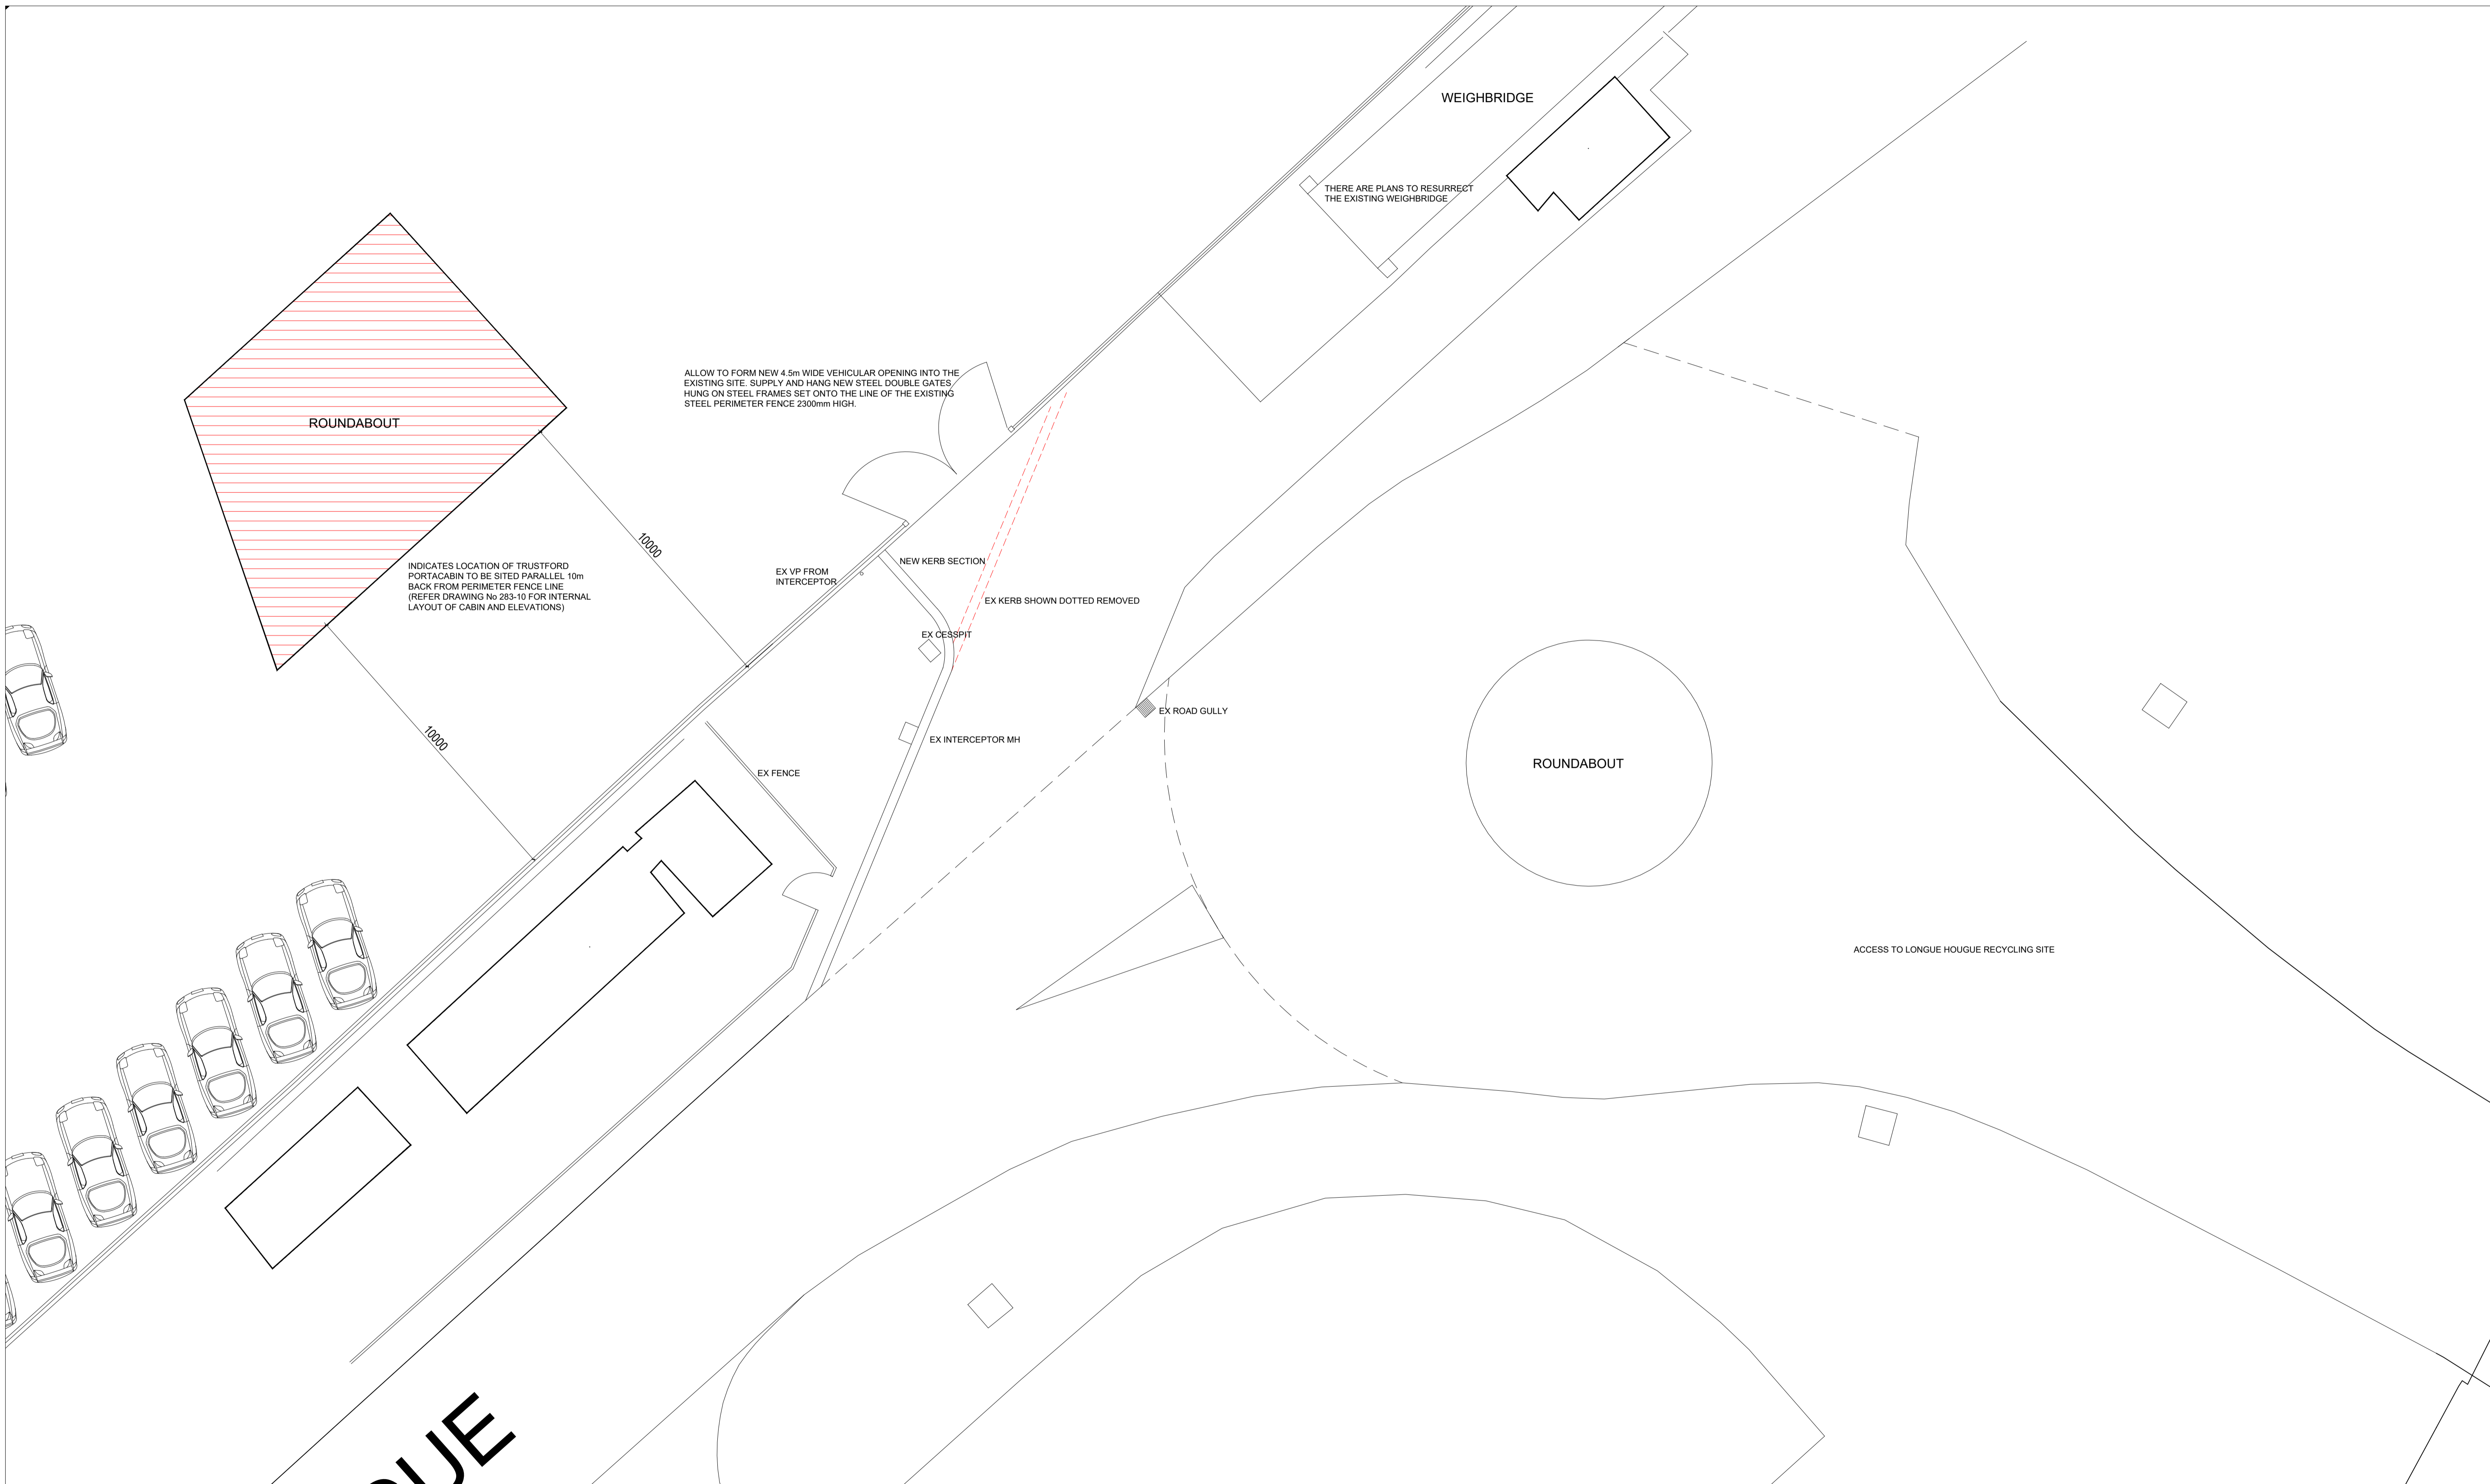 WEIGHBRIDGE
THERE ARE PLANS TO RESURRECT
THE EXISTING WEIGHBRIDGE
ALLOW TO FORM NEW 4.5m WIDE VEHICULAR OPENING INTO THE
EXISTING SITE. SUPPLY AND HANG NEW STEEL DOUBLE GATES
HUNG ON STEEL FRAMES SET ONTO THE LINE OF THE EXISTING
STEEL PERIMETER FENCE 2300mm HIGH.
ROUNDABOUT
10000
INDICATES LOCATION OF TRUSTFORD
PORTACABIN TO BE SITED PARALLEL 10m
BACK FROM PERIMETER FENCE LINE
(REFER DRAWING No 283-10 FOR INTERNAL
LAYOUT OF CABIN AND ELEVATIONS)
EX VP FROM
INTERCEPTOR
NEW KERB SECTION
EX KERB SHOWN DOTTED REMOVED
EX CESSPIT
EX ROAD GULLY
10000
EX INTERCEPTOR MH
EX FENCE
ROUNDABOUT
ACCESS TO LONGUE HOUGUE RECYCLING SITE
UE